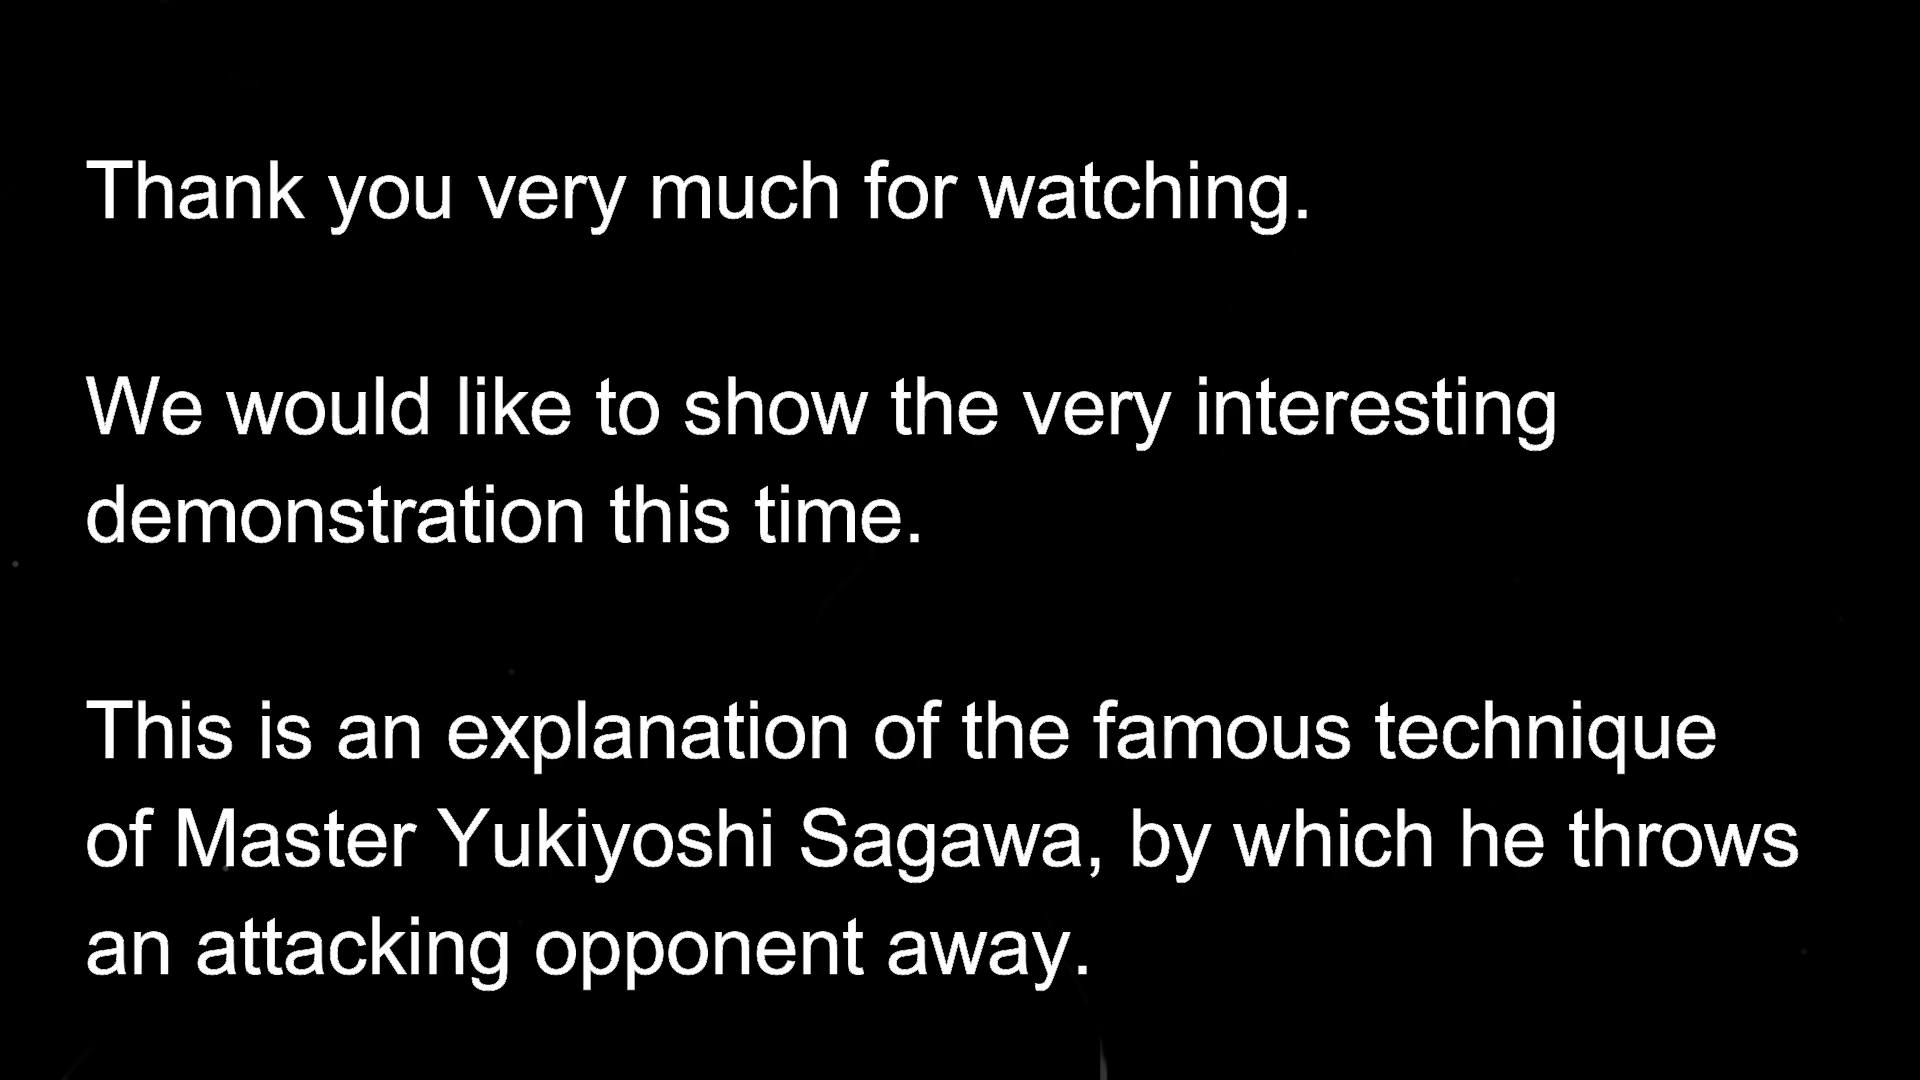 Thank you very much for watching.
We would like to show the very interesting
demonstration this time.
This is an explanation of the famous technique
of Master Yukiyoshi Sagawa, by which he throws
an attacking opponent away.